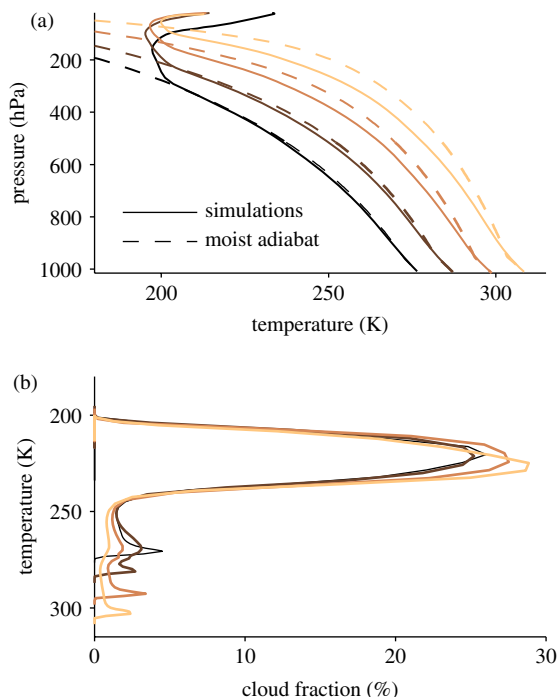 (a)
200
400
600
800
1000
pressure (hPa)
simulations
moist adiabat
200
250
300
temperature (K)
(b)
200
250
300
temperature (K)
0
10
20
30
cloud fraction (%)